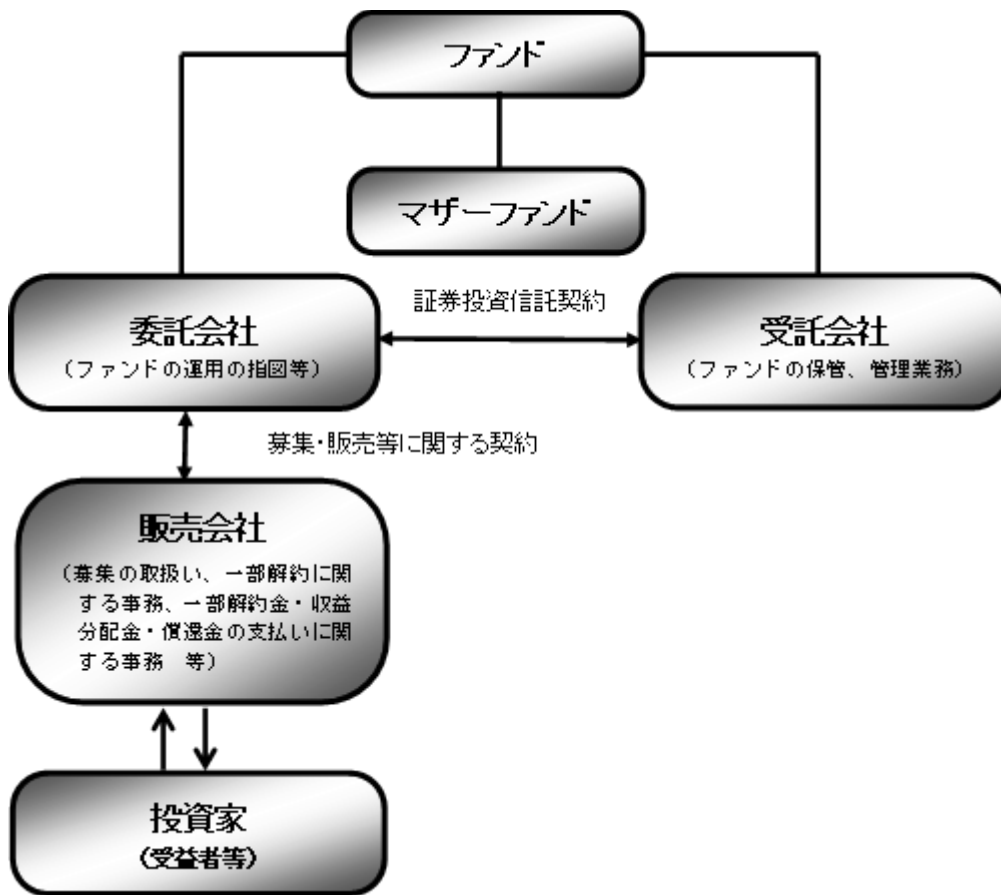 ファンド
マザーファンド
証券投資信託契約
委託会社
（ファンドの運用の指図等）
受託会社
（ファンドの保管、管理業務）
募集・販売等に関する契約
販売会社
（募集の取扱い、一部解約に関
する事務、一部解約金・収益
分配金・償還金の支払いに関
する事務　等）
投資家
（受益者等）